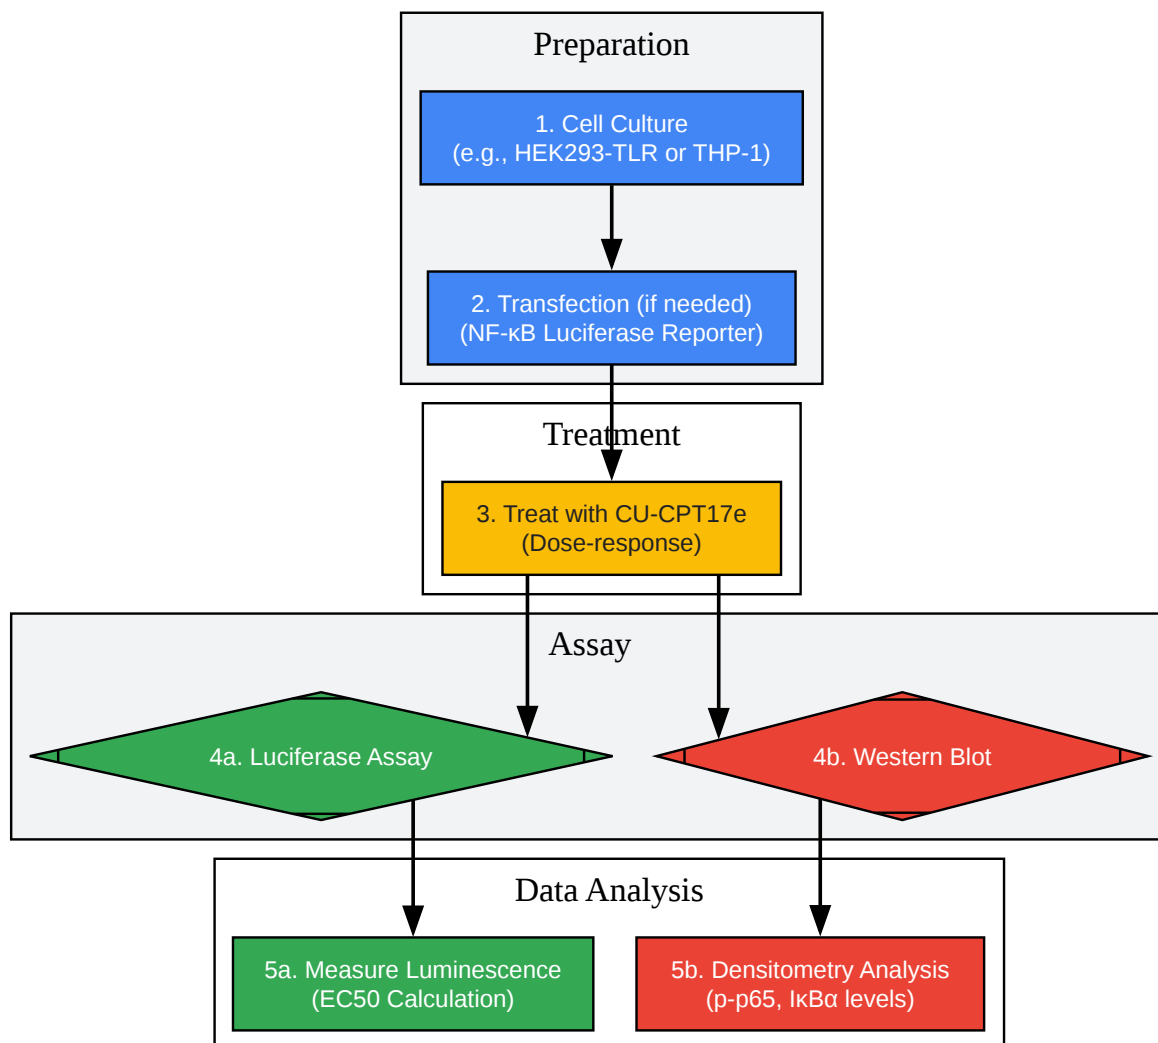 Preparation
1. Cell Culture
(e.g., HEK293-TLR or THP-1)
2. Transfection (if needed)
(NF-κB Luciferase Reporter)
Treatment
3. Treat with CU-CPT17e
(Dose-response)
Assay
4a. Luciferase Assay
4b. Western Blot
Data Analysis
5a. Measure Luminescence
(EC50 Calculation)
5b. Densitometry Analysis
(p-p65, IκBα levels)